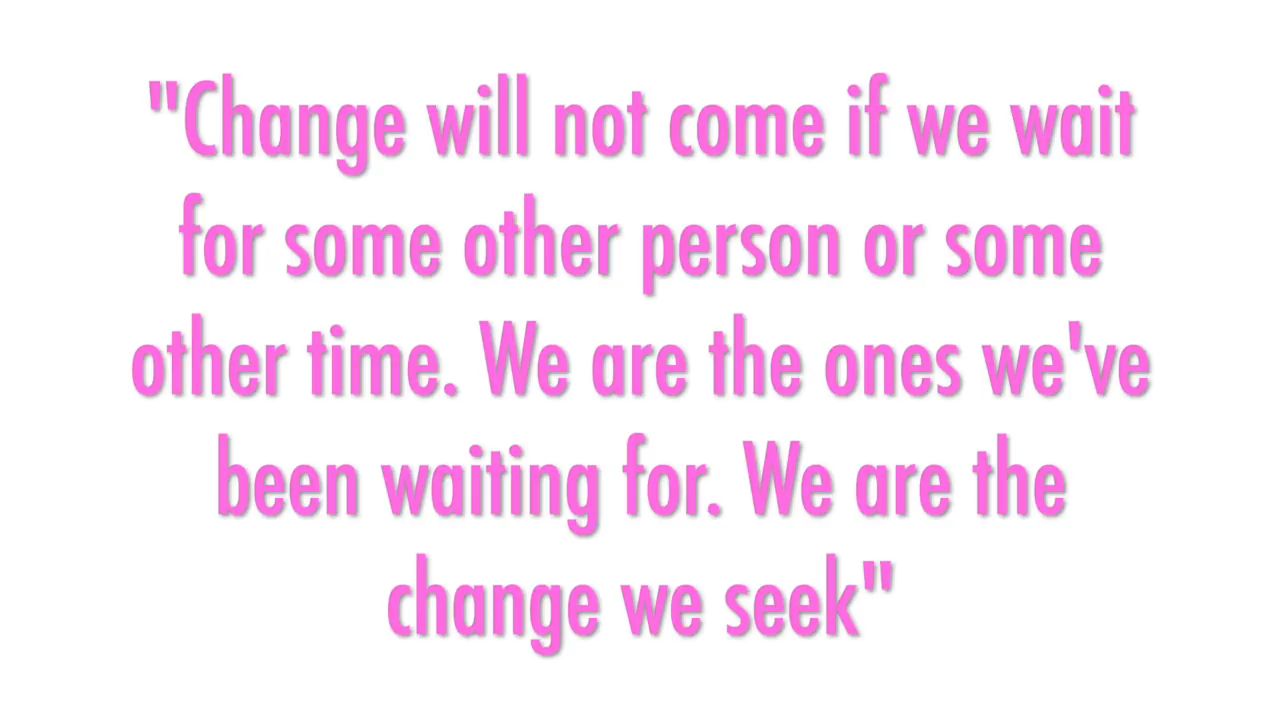 "Change will not come if we wait
for some other person or some
other time. We are the ones we've
been waiting for. We are the
change we seek"